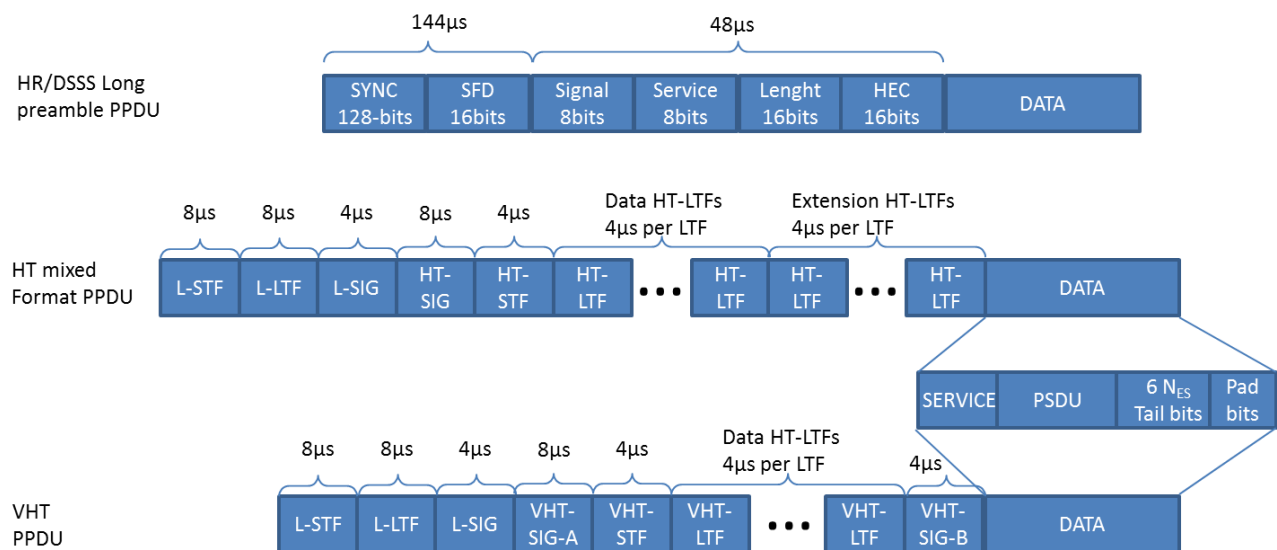 144μs
48μs
HR/DSSS Long
preamble PPDU
SYNC
128-bits
SFD
16bits
Signal
8bits
Service
8bits
Lenght
16bits
HEC
16bits
DATA
Data HT-LTFs
4μs per LTF
Extension HT-LTFs
4μs per LTF
8μs
8μs
4μs
8μs
4μs
HT mixed
Format PPDU
L-STF
L-LTF
L-SIG
HT-
SIG
HT-
STF
HT-
LTF
HT-
LTF
HT-
LTF
HT-
LTF
DATA
SERVICE
PSDU
6 N_ES
Tail bits
Pad
bits
Data HT-LTFs
4μs per LTF
8μs
8μs
4μs
8μs
4μs
4μs
VHT
PPDU
L-STF
L-LTF
L-SIG
VHT-
SIG-A
VHT-
STF
VHT-
LTF
VHT-
LTF
VHT-
SIG-B
DATA